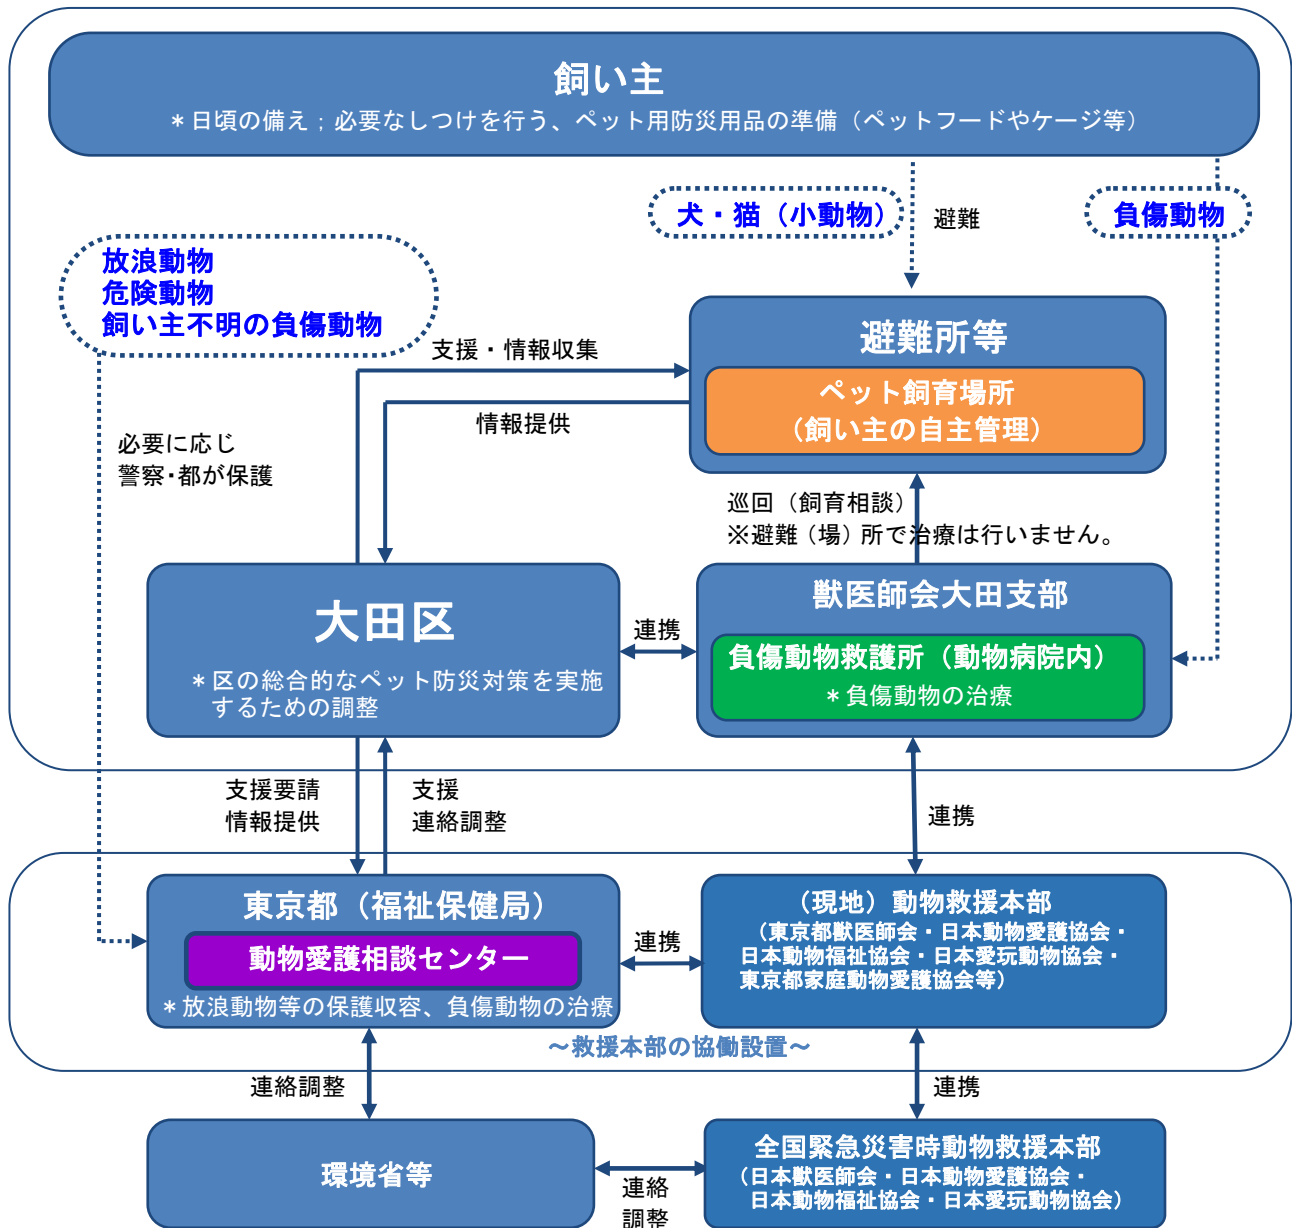 飼い主
＊日頃の備え；必要なしつけを行う、ペット用防災用品の準備（ペットフードやケージ等）
犬・猫（小動物）
避難
負傷動物
放浪動物
危険動物
飼い主不明の負傷動物
避難所等
支援・情報収集
ペット飼育場所
（飼い主の自主管理）
情報提供
必要に応じ
警察・都が保護
巡回（飼育相談）
※避難（場）所で治療は行いません。
大田区
＊区の総合的なペット防災対策を実施
するための調整
連携
獣医師会大田支部
負傷動物救護所（動物病院内）
＊負傷動物の治療
支援要請
情報提供
支援
連絡調整
連携
東京都（福祉保健局）
動物愛護相談センター
＊放浪動物等の保護収容、負傷動物の治療
連携
（現地）動物救援本部
（東京都獣医師会・日本動物愛護協会・
日本動物福祉協会・日本愛玩動物協会・
東京都家庭動物愛護協会等）
～救援本部の協働設置～
連絡調整
連携
環境省等
連絡
調整
全国緊急災害時動物救援本部
（日本獣医師会・日本動物愛護協会・
日本動物福祉協会・日本愛玩動物協会）